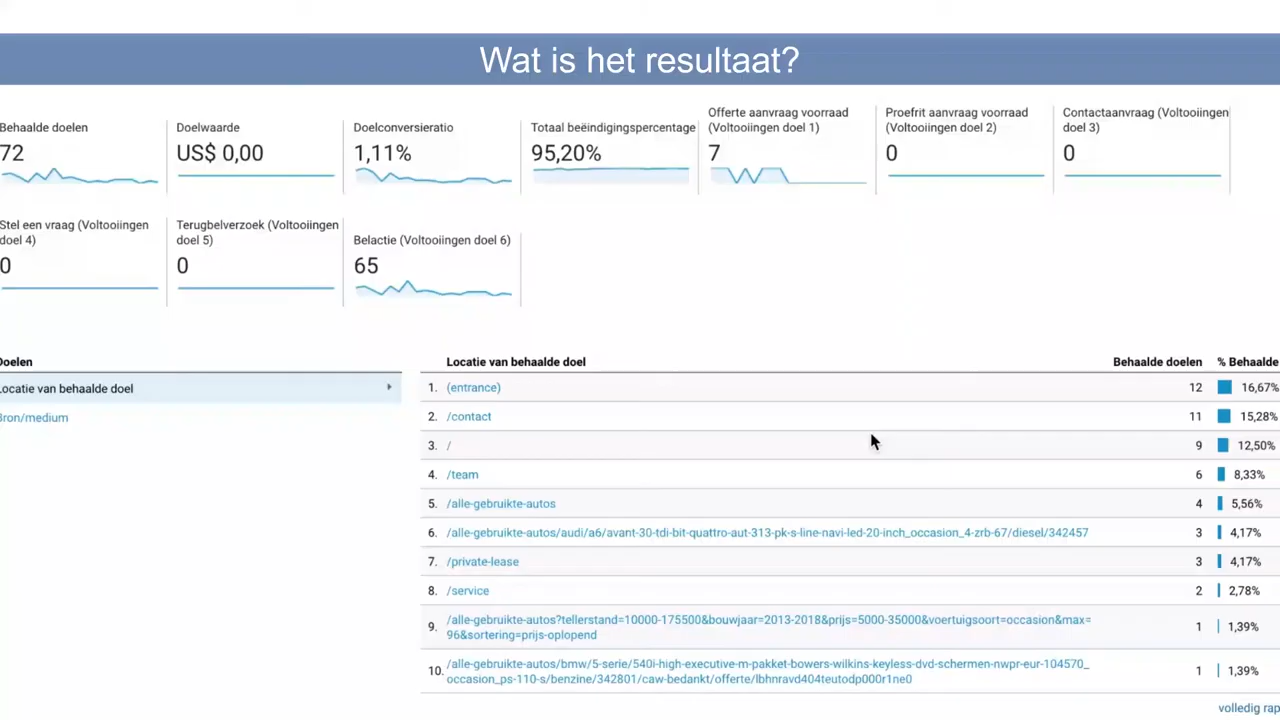 Wat is het resultaat?
Behaalde doelen
72
Doelwaarde
US$ 0,00
Doelconversieratio
1,11%
Totaal beëindigingspercentage
95,20%
Offerte aanvraag voorraad
(Voltooiingen doel 1)
7
Proefrit aanvraag voorraad
(Voltooiingen doel 2)
0
Contactaanvraag (Voltooiingen
doel 3)
0
Stel een vraag (Voltooiingen
doel 4)
0
Terugbelverzoek (Voltooiingen
doel 5)
0
Belactie (Voltooiingen doel 6)
65
Doelen
Locatie van behaalde doel
Bron/medium
Locatie van behaalde doel Behaalde doelen % Behaalde
1. (entrance) 12 16,67%
2. /contact 11 15,28%
3. / 9 12,50%
4. /team 6 8,33%
5. /alle-gebruikte-autos 4 5,56%
6. /alle-gebruikte-autos/audi/a6/avant-30-tdi-bit-quattro-aut-313-pk-s-line-navi-led-20-inch_occasion_4-zrb-67/diesel/342457 3 4,17%
7. /private-lease 3 4,17%
8. /service 2 2,78%
9. /alle-gebruikte-autos?tellerstand=10000-175500&bouwjaar=2013-2018&prijs=5000-35000&voertuigsoort=occasion&max=
96&sortering=prijs-oplopend 1 1,39%
10. /alle-gebruikte-autos/bmw/5-serie/540i-high-executive-m-pakket-bowers-wilkins-keyless-dvd-schermen-nwpr-eur-104570_
occasion_ps-110-s/benzine/342801/caw-bedankt/offerte/lbhnravd404teutodp000r1ne0 1 1,39%
volledig rap